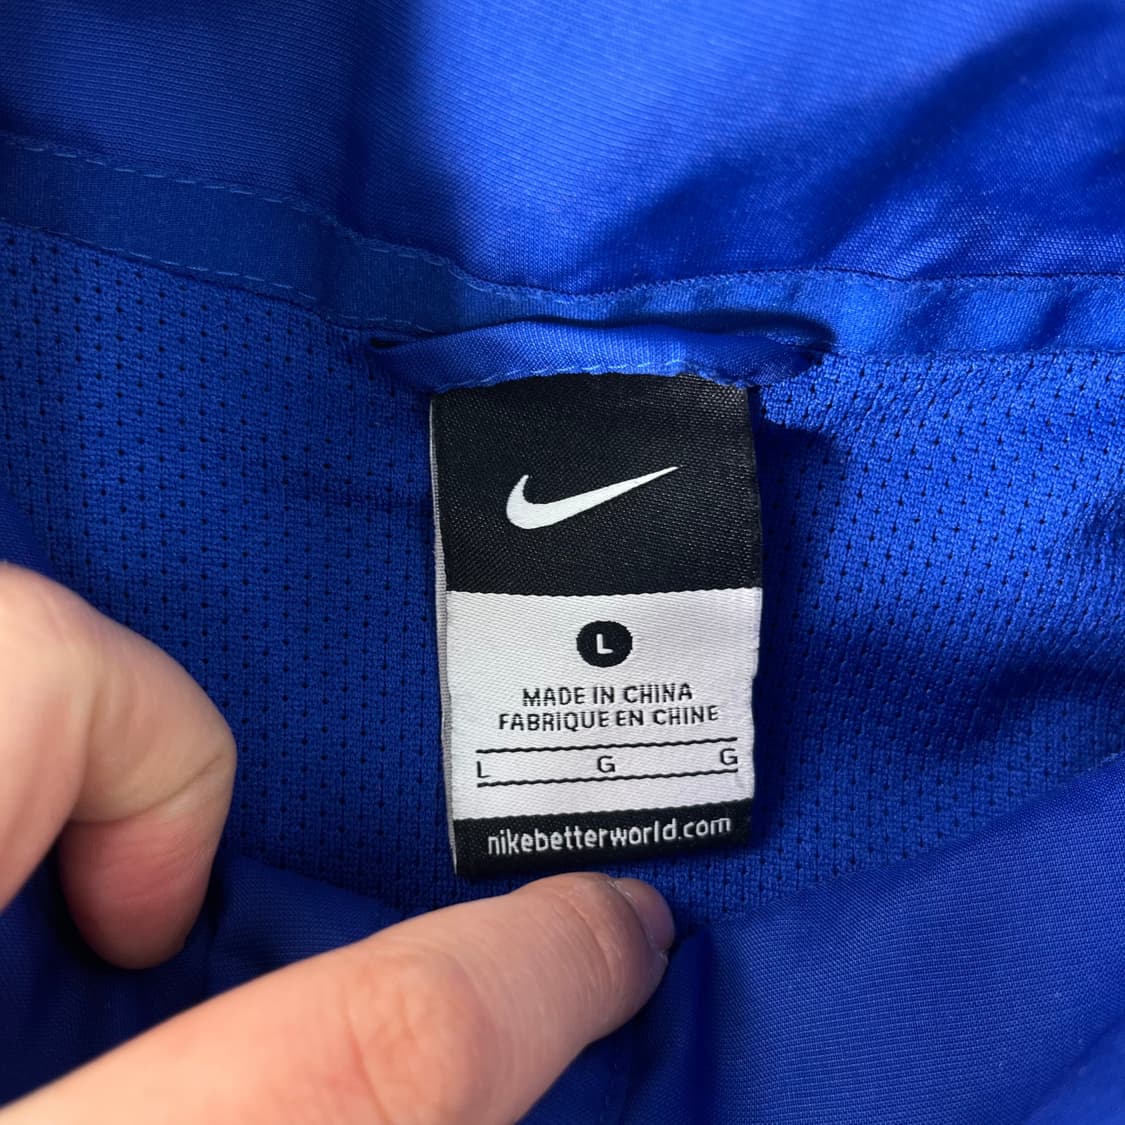 L
MADE IN CHINA
FABRIQUE EN CHINE
L G G
nikebetterworld.com